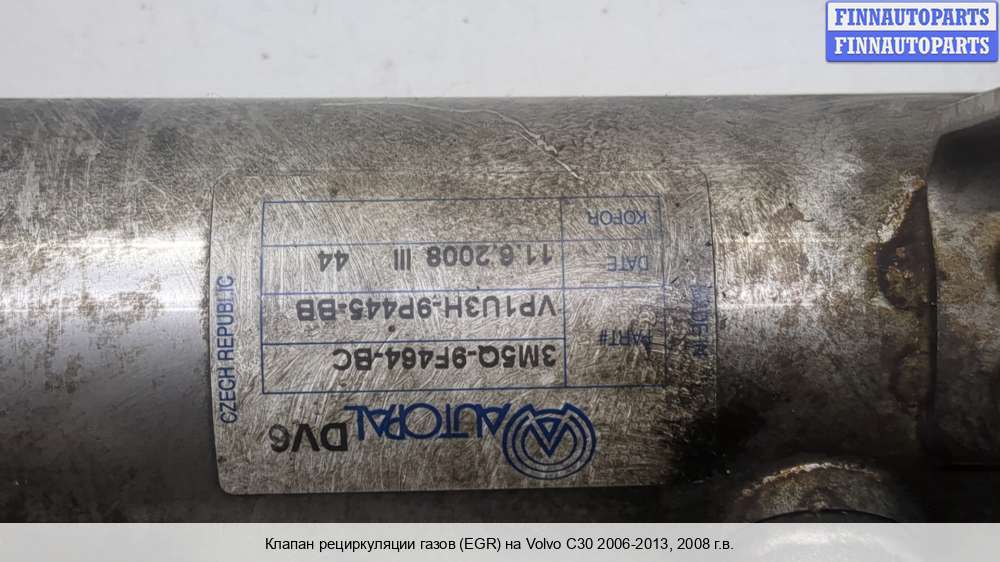 FINNAUTOPARTS
FINNAUTOPARTS
AUTOPAL DV6
PART# 3M5Q-9F464-BC
VP1U3H-9P445-BB
DATE 11.6.2008 III 44
KOFOR
CZECH REPUBLIC
Клапан рециркуляции газов (EGR) на Volvo C30 2006-2013, 2008 г.в.